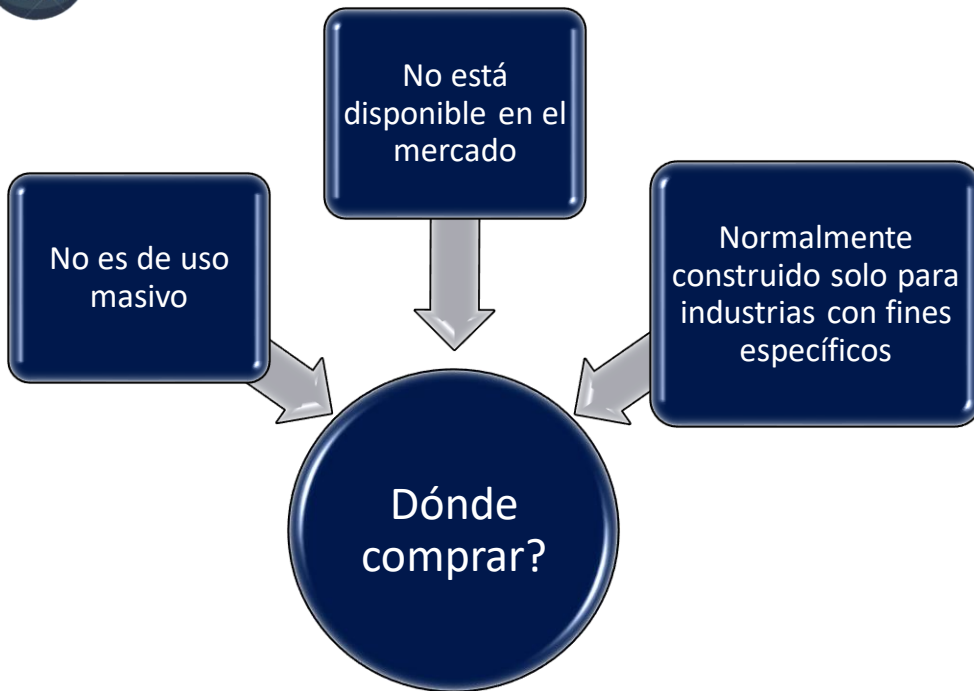 No está
disponible en el
mercado
No es de uso
masivo
Normalmente
construido solo para
industrias con fines
específicos
Dónde
comprar?